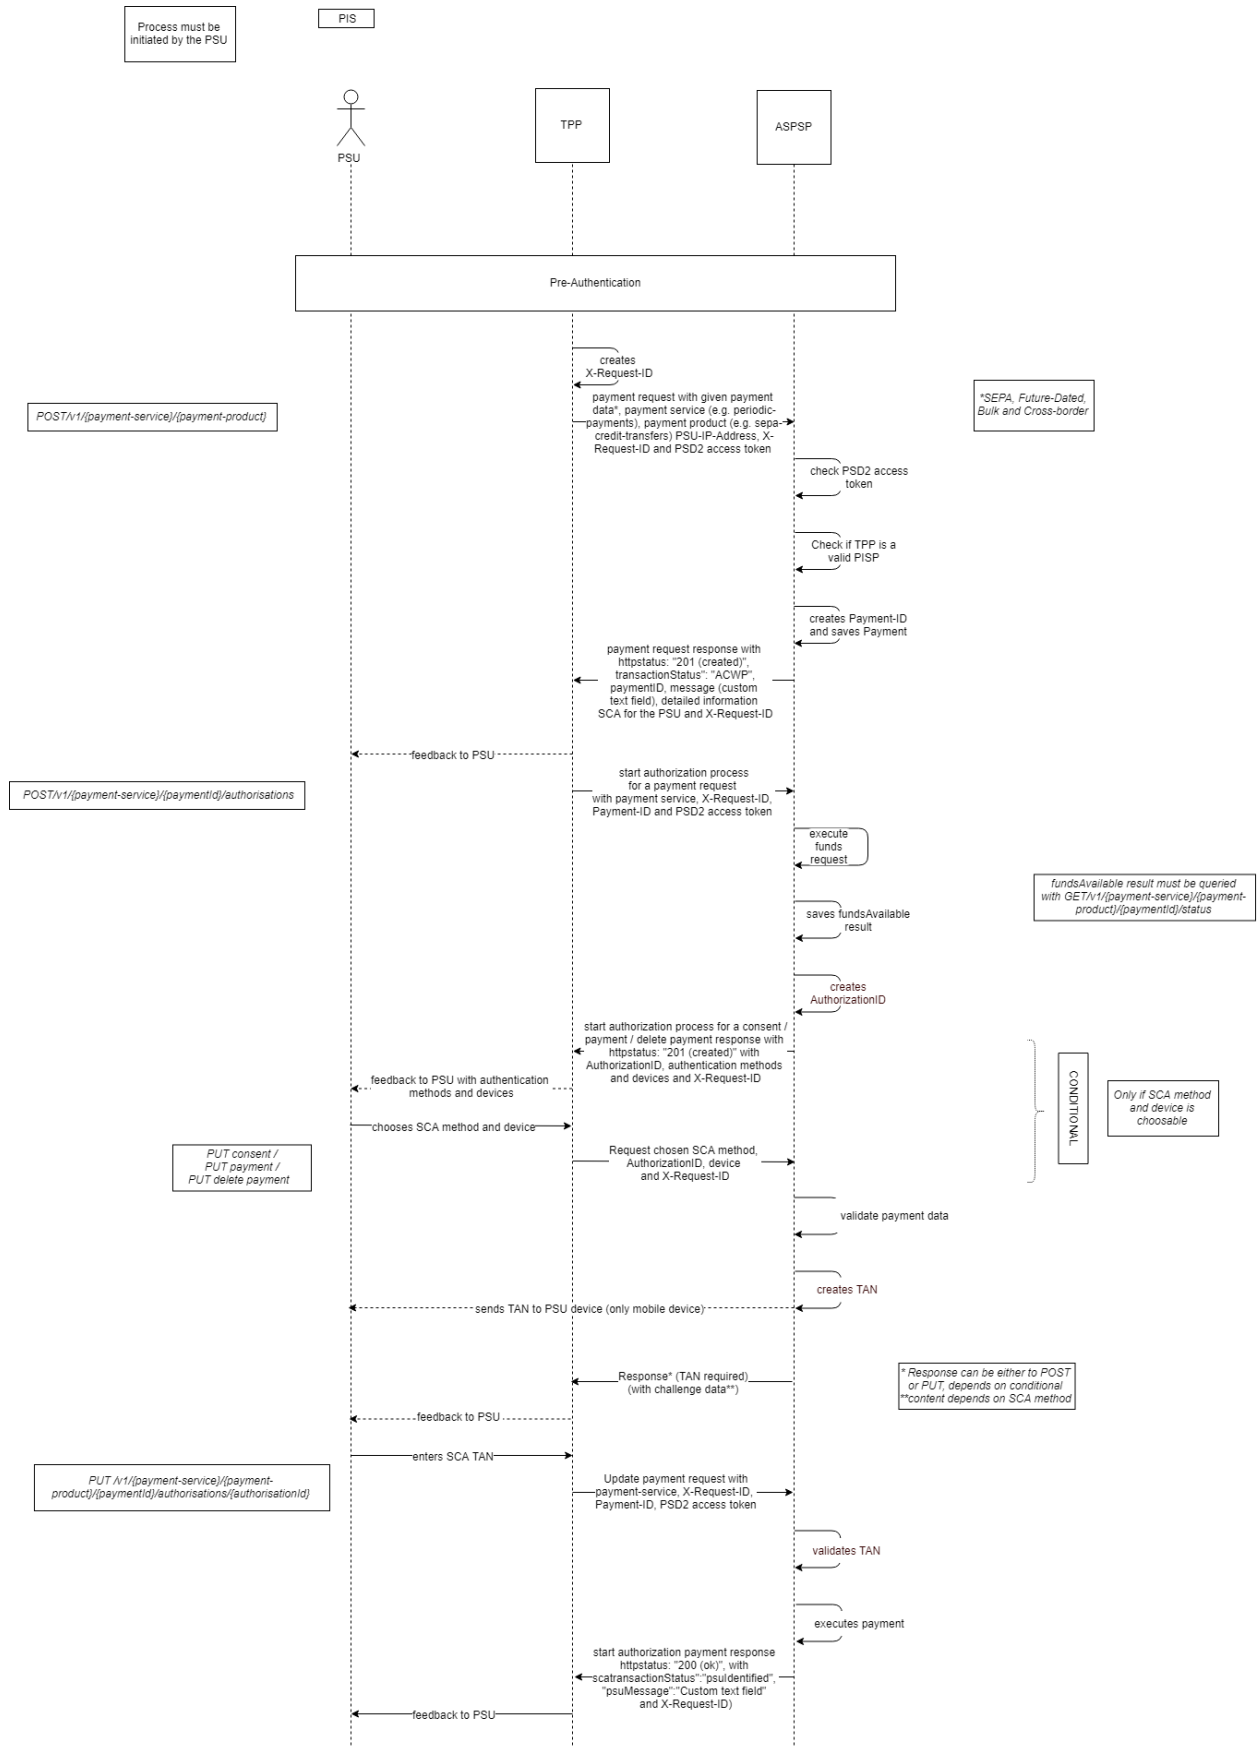 Process must be
initiated by the PSU
PIS
PSU
TPP
ASPSP
Pre-Authentication
creates
X-Request-ID
POST/v1/{payment-service}/{payment-product}
payment request with given payment
data*, payment service (e.g. periodic-
payments), payment product (e.g. sepa-
credit-transfers) PSU-IP-Address, X-
Request-ID and PSD2 access token
*SEPA, Future-Dated,
Bulk and Cross-border
check PSD2 access
token
Check if TPP is a
valid PISP
creates Payment-ID
and saves Payment
payment request response with
httpstatus: "201 (created)",
transactionStatus": "ACWP",
paymentID, message (custom
text field), detailed information
SCA for the PSU and X-Request-ID
feedback to PSU
POST/v1/{payment-service}/{paymentId}/authorisations
start authorization process
for a payment request
with payment service, X-Request-ID,
Payment-ID and PSD2 access token
execute
funds
request
fundsAvailable result must be queried
with GET/v1/{payment-service}/{payment-
product}/{paymentId}/status
saves fundsAvailable
result
creates
AuthorizationID
start authorization process for a consent /
payment / delete payment response with
httpstatus: "201 (created)" with
AuthorizationID, authentication methods
and devices and X-Request-ID
feedback to PSU with authentication
methods and devices
CONDITIONAL
Only if SCA method
and device is
choosable
chooses SCA method and device
PUT consent /
PUT payment /
PUT delete payment
Request chosen SCA method,
AuthorizationID, device
and X-Request-ID
validate payment data
creates TAN
sends TAN to PSU device (only mobile device)
Response* (TAN required)
(with challenge data**)
* Response can be either to POST
or PUT, depends on conditional
**content depends on SCA method
feedback to PSU
enters SCA TAN
PUT /v1/{payment-service}/{payment-
product}/{paymentId}/authorisations/{authorisationId}
Update payment request with
payment-service, X-Request-ID,
Payment-ID, PSD2 access token
validates TAN
executes payment
start authorization payment response
httpstatus: "200 (ok)", with
scatransactionStatus":"psuIdentified",
"psuMessage":"Custom text field"
and X-Request-ID)
feedback to PSU